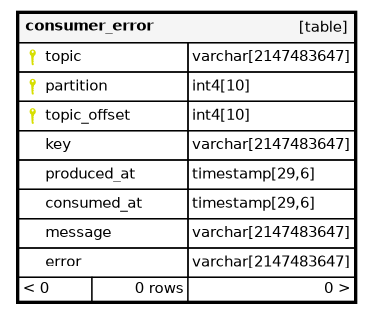 consumer_error [table]
topic varchar[2147483647]
partition int4[10]
topic_offset int4[10]
key varchar[2147483647]
produced_at timestamp[29,6]
consumed_at timestamp[29,6]
message varchar[2147483647]
error varchar[2147483647]
< 0 0 rows 0 >